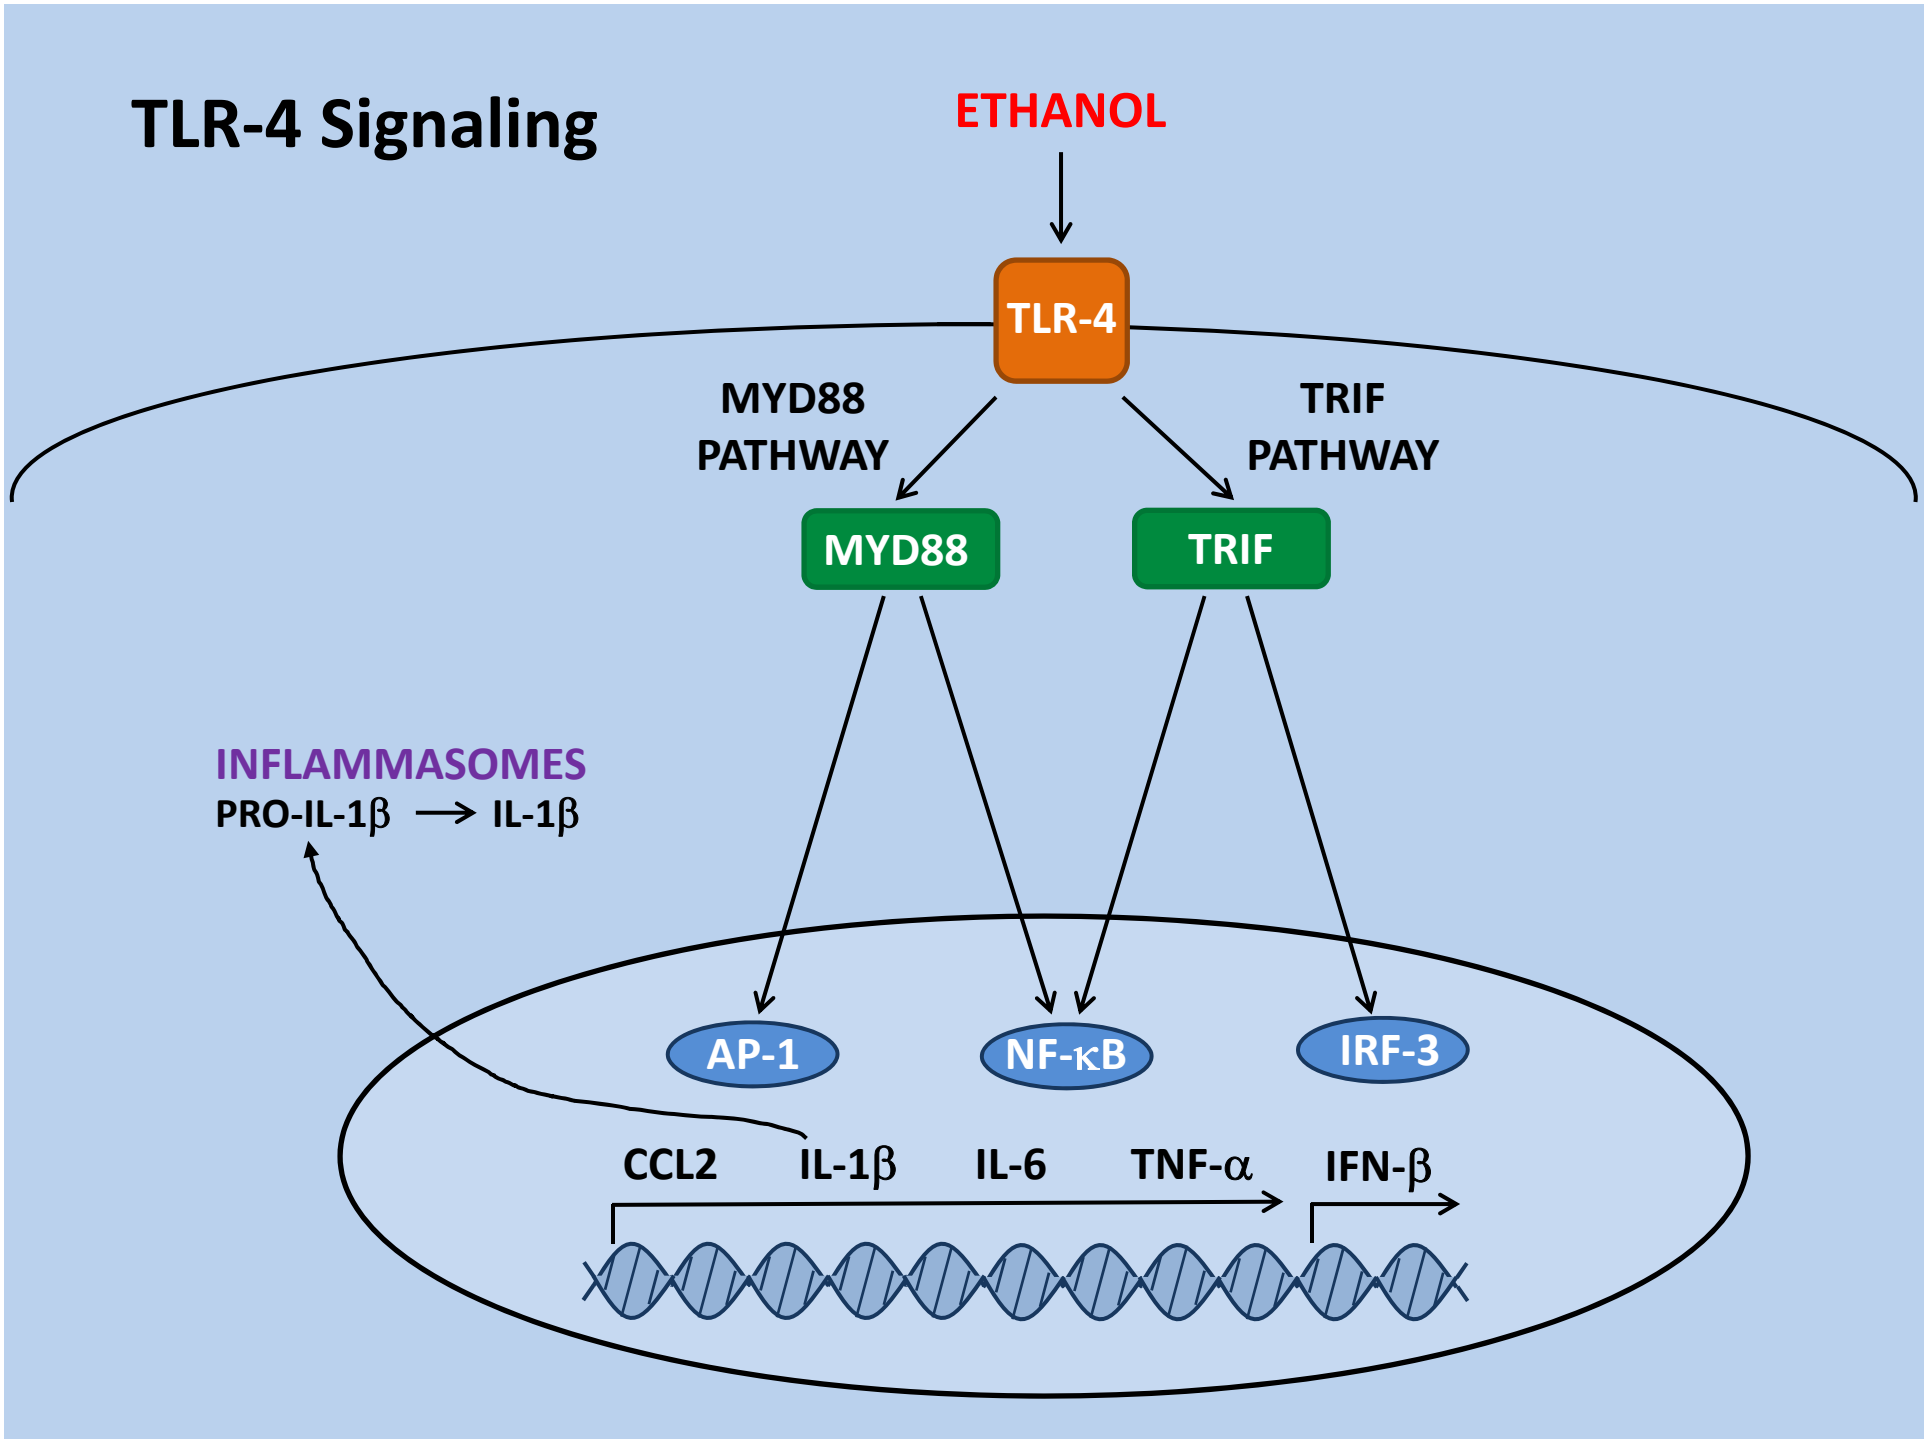 TLR-4 Signaling
ETHANOL
TLR-4
MYD88
PATHWAY
TRIF
PATHWAY
MYD88
TRIF
INFLAMMASOMES
PRO-IL-1β IL-1β
AP-1
NF-κB
IRF-3
CCL2 IL-1β IL-6 TNF-α IFN-β